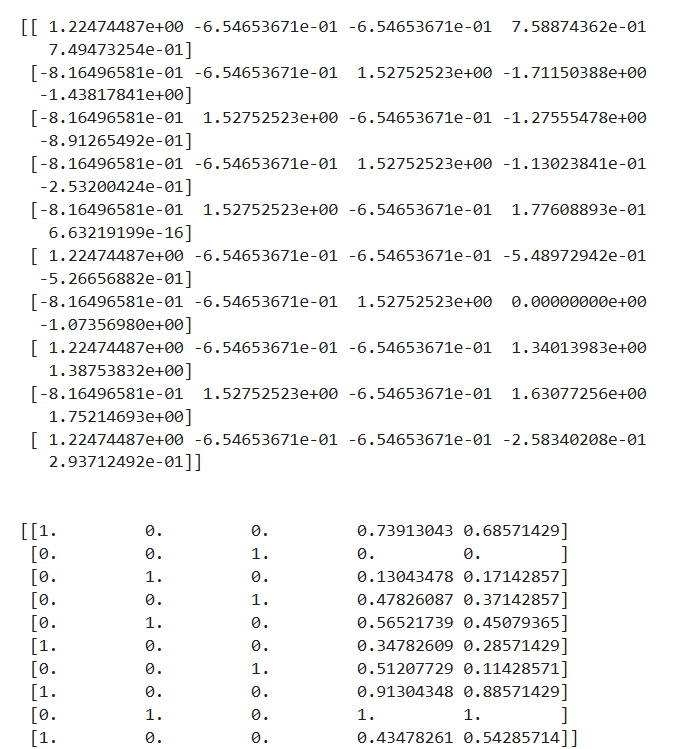 [[ 1.22474487e+00 -6.54653671e-01 -6.54653671e-01  7.58874362e-01
   7.49473254e-01]
 [-8.16496581e-01 -6.54653671e-01  1.52752523e+00 -1.71150388e+00
  -1.43817841e+00]
 [-8.16496581e-01  1.52752523e+00 -6.54653671e-01 -1.27555478e+00
  -8.91265492e-01]
 [-8.16496581e-01 -6.54653671e-01  1.52752523e+00 -1.13023841e-01
  -2.53200424e-01]
 [-8.16496581e-01  1.52752523e+00 -6.54653671e-01  1.77608893e-01
   6.63219199e-16]
 [ 1.22474487e+00 -6.54653671e-01 -6.54653671e-01 -5.48972942e-01
  -5.26656882e-01]
 [-8.16496581e-01 -6.54653671e-01  1.52752523e+00  0.00000000e+00
  -1.07356980e+00]
 [ 1.22474487e+00 -6.54653671e-01 -6.54653671e-01  1.34013983e+00
   1.38753832e+00]
 [-8.16496581e-01  1.52752523e+00 -6.54653671e-01  1.63077256e+00
   1.75214693e+00]
 [ 1.22474487e+00 -6.54653671e-01 -6.54653671e-01 -2.58340208e-01
   2.93712492e-01]]
[[1.         0.         0.         0.73913043 0.68571429]
 [0.         0.         1.         0.         0.        ]
 [0.         1.         0.         0.13043478 0.17142857]
 [0.         0.         1.         0.47826087 0.37142857]
 [0.         1.         0.         0.56521739 0.45079365]
 [1.         0.         0.         0.34782609 0.28571429]
 [0.         0.         1.         0.51207729 0.11428571]
 [1.         0.         0.         0.91304348 0.88571429]
 [0.         1.         0.         1.         1.        ]
 [1.         0.         0.         0.43478261 0.54285714]]